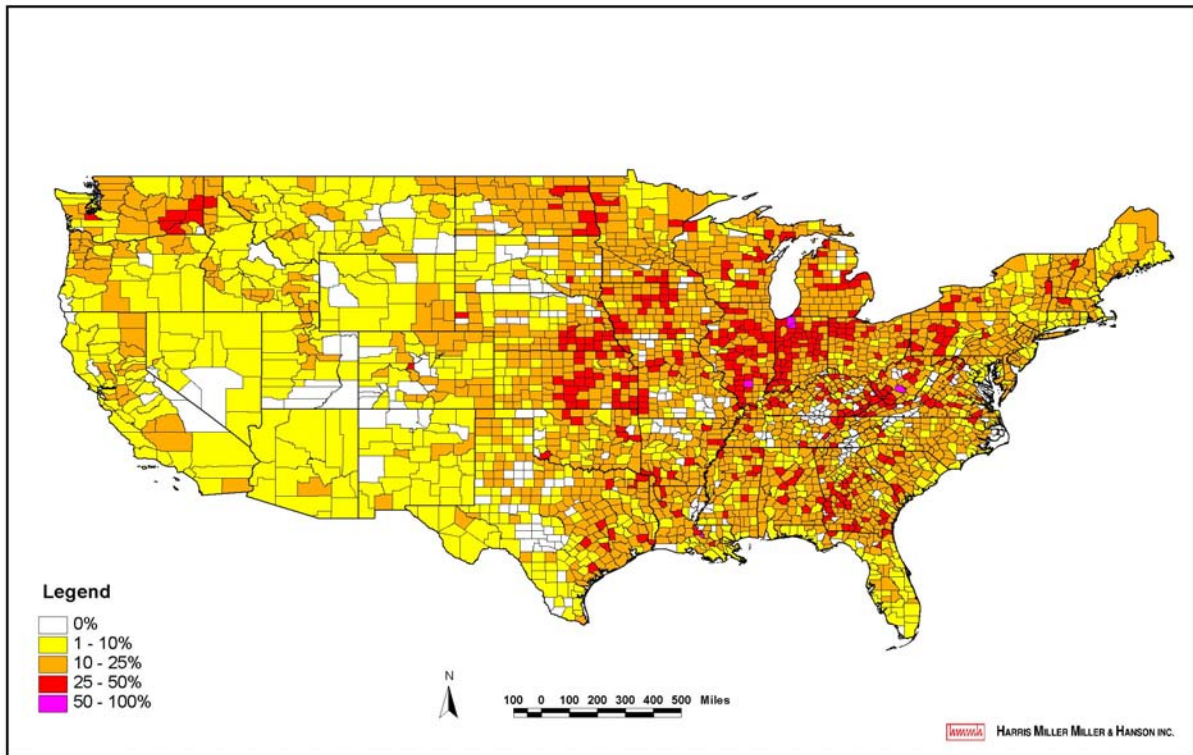 Legend
0%
1 - 10%
10 - 25%
25 - 50%
50 - 100%
N
100 0 100 200 300 400 500 Miles
HARRIS MILLER MILLER & HANSON INC.